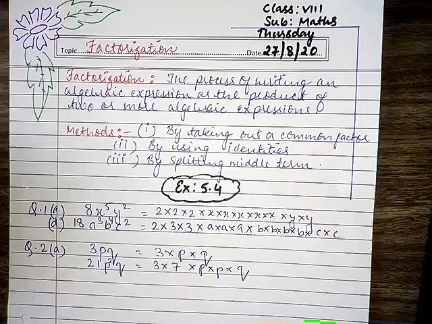 Class: VIII
Sub: Maths
Thursday
Topic Factorization Date: 27/8/20
Factorization: The process of writing an
algebraic expression as the product of
two or more algebraic expressions
Methods:- (i) By taking out a common factor
(ii) By using identities
(iii) By splitting middle term.
Ex: 5.4
Q.1(a) 8x⁵y² = 2×2×2×x×x×x×x×x×y×y
(d) 18a³b⁴c² = 2×3×3×a×a×a×b×b×b×b×c×c
Q.2(a) 3pq = 3×p×q
21p²q = 3×7×p×p×q